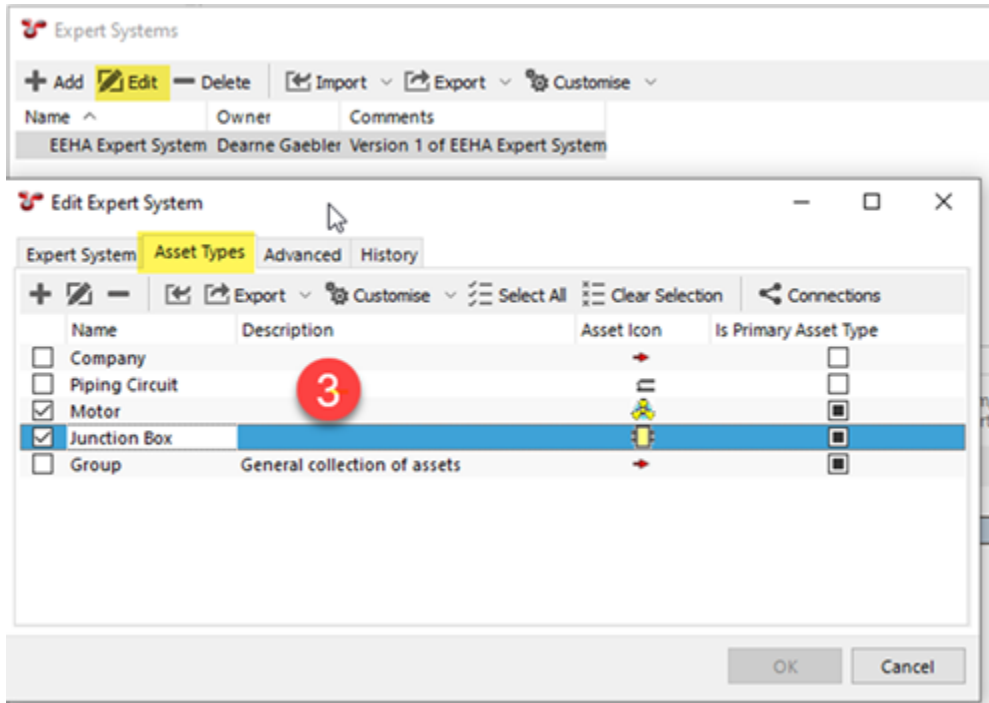 Expert Systems
Add Edit Delete Import Export Customise
Name Owner Comments
EEHA Expert System Dearne Gaebler Version 1 of EEHA Expert System
Edit Expert System
Expert System Asset Types Advanced History
Export Customise Select All Clear Selection Connections
Name Description Asset Icon Is Primary Asset Type
Company
Piping Circuit
3
Motor
Junction Box
Group General collection of assets
OK Cancel